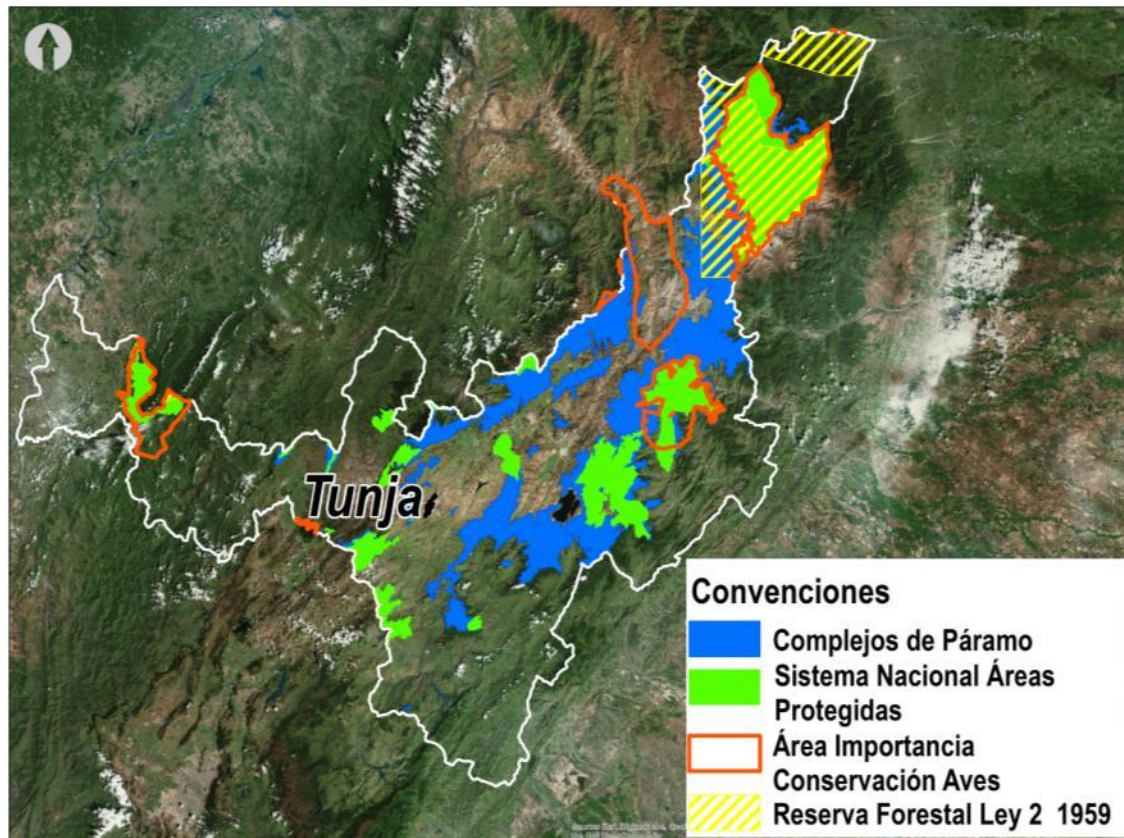 Tunja
Convenciones
Complejos de Páramo
Sistema Nacional Áreas
Protegidas
Área Importancia
Conservación Aves
Reserva Forestal Ley 2 1959